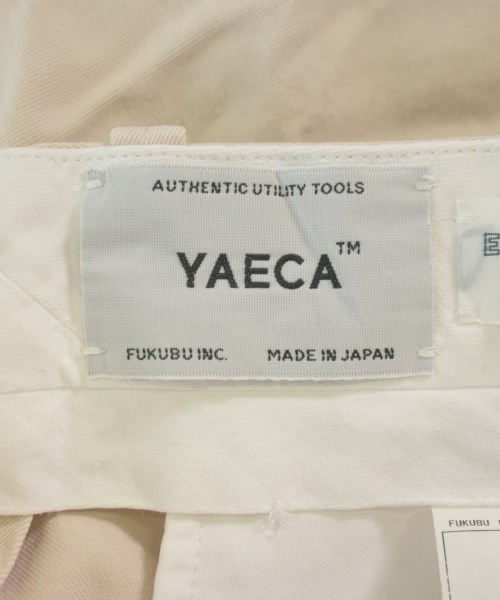 AUTHENTIC UTILITY TOOLS
YAECA™
FUKUBU INC. MADE IN JAPAN
E
FUKUBU